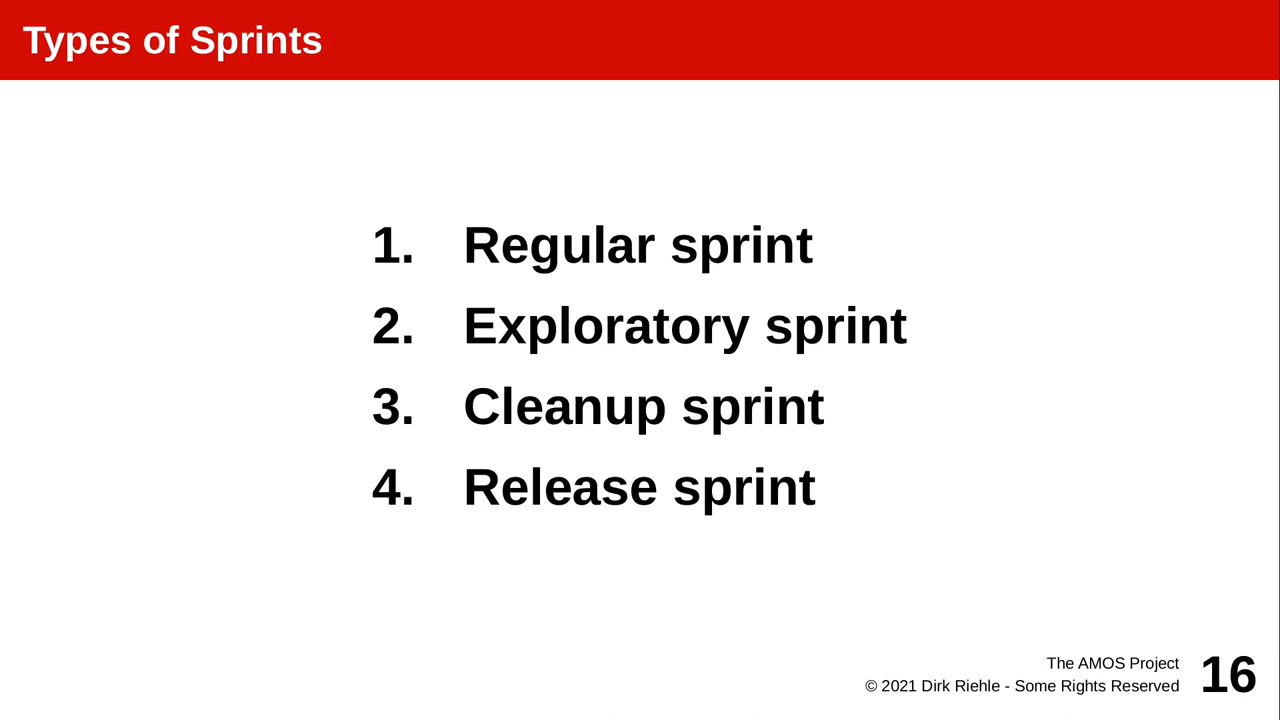 Types of Sprints
1. Regular sprint
2. Exploratory sprint
3. Cleanup sprint
4. Release sprint
The AMOS Project
© 2021 Dirk Riehle - Some Rights Reserved
16